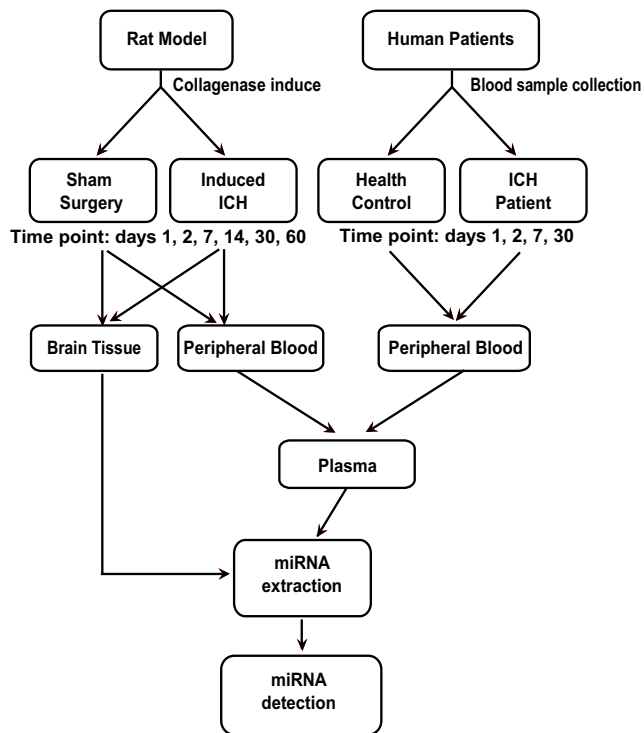 Rat Model
Human Patients
Collagenase induce
Blood sample collection
Sham
Surgery
Induced
ICH
Health
Control
ICH
Patient
Time point: days 1, 2, 7, 14, 30, 60
Time point: days 1, 2, 7, 30
Brain Tissue
Peripheral Blood
Peripheral Blood
Plasma
miRNA
extraction
miRNA
detection